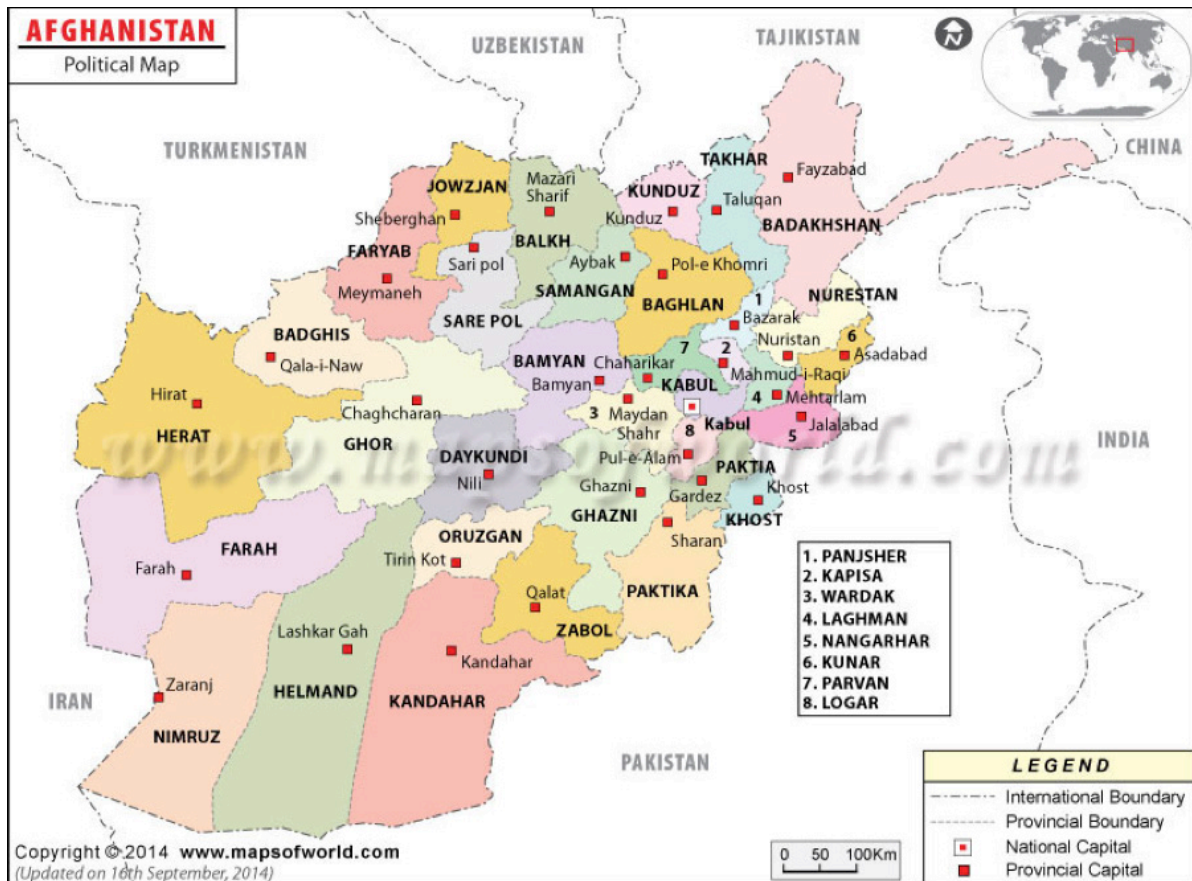 AFGHANISTAN
Political Map
UZBEKISTAN
TAJIKISTAN
N
TURKMENISTAN
CHINA
TAKHAR
Fayzabad
JOWZJAN
Mazari
Sharif
KUNDUZ
Taluqan
Sheberghan
Kunduz
BADAKHSHAN
FARYAB
BALKH
Sari pol
Aybak
Pol-e Khomri
Meymaneh
SAMANGAN
BAGHLAN
NURESTAN
1
SARE POL
Bazarak
BADGHIS
6
7
2
Nuristan
Asadabad
Qala-i-Naw
BAMYAN
Chaharikar
Mahmud-i-Raqi
Bamyan
KABUL
Hirat
Chaghcharan
4
Mehtarlam
3
Maydan
Shahr
Kabul
Jalalabad
HERAT
GHOR
8
5
INDIA
www.mapsofworld.com
DAYKUNDI
Pul-e-Alam
PAKTIA
Nili
Ghazni
Gardez
Khost
GHAZNI
KHOST
ORUZGAN
Sharan
FARAH
Tirin Kot
Farah
Qalat
PAKTIKA
ZABOL
Lashkar Gah
Kandahar
Zaranj
HELMAND
KANDAHAR
IRAN
NIMRUZ
PAKISTAN
1. PANJSHER
2. KAPISA
3. WARDAK
4. LAGHMAN
5. NANGARHAR
6. KUNAR
7. PARVAN
8. LOGAR
LEGEND
International Boundary
Provincial Boundary
National Capital
Provincial Capital
0 50 100Km
Copyright © 2014 www.mapsofworld.com
(Updated on 16th September, 2014)